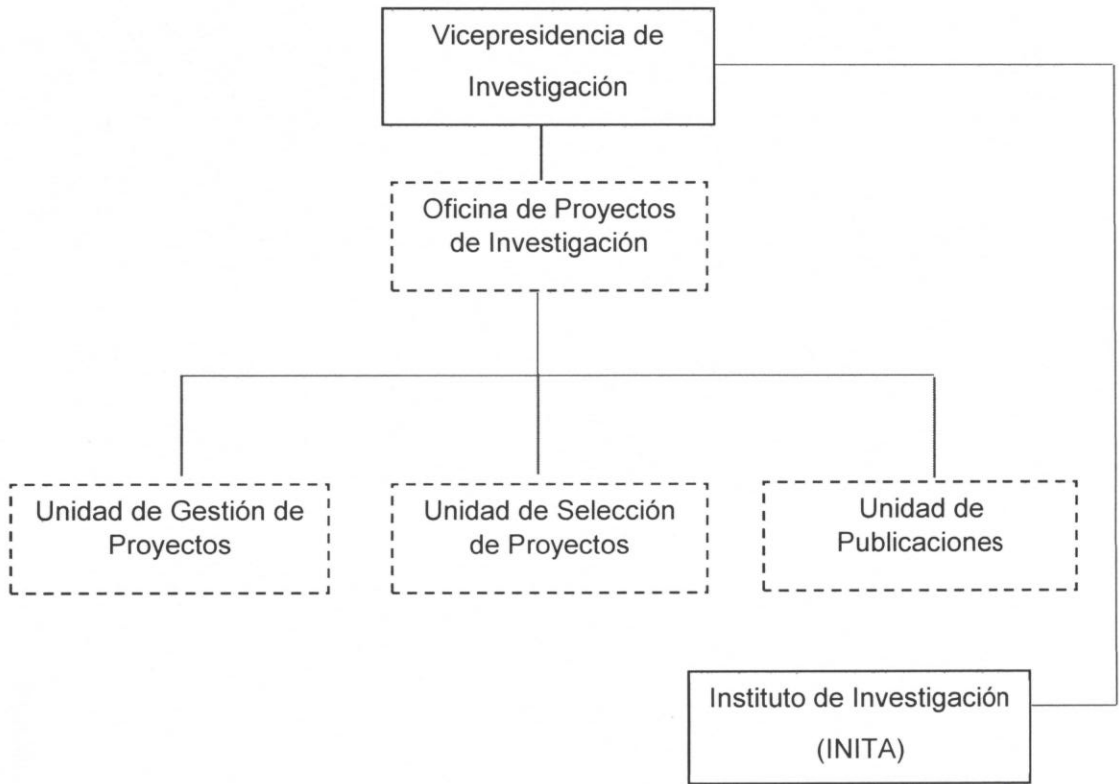 Vicepresidencia de
Investigación
Oficina de Proyectos
de Investigación
Unidad de Gestión de
Proyectos
Unidad de Selección
de Proyectos
Unidad de
Publicaciones
Instituto de Investigación
(INITA)